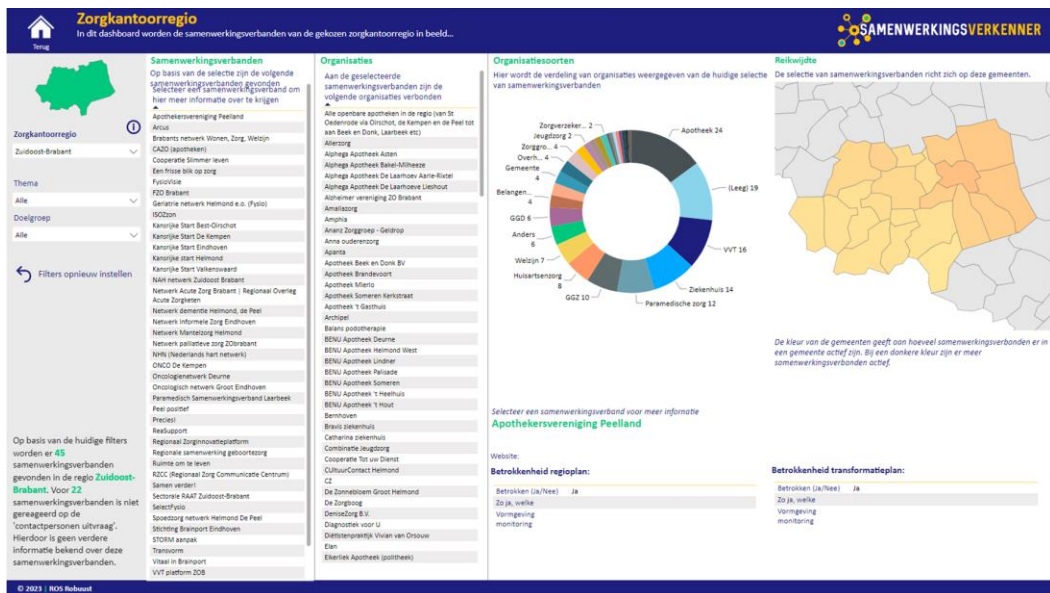 Zorgkantoorregio
In dit dashboard worden de samenwerkingsverbanden van de gekozen zorgkantoorregio in beeld...
Terug
SAMENWERKINGSVERKENNER
Zorgkantoorregio
Zuidoost-Brabant
Thema
Alle
Doelgroep
Alle
Filters opnieuw instellen
Op basis van de huidige filters
worden er 45
samenwerkingsverbanden
gevonden in de regio Zuidoost-
Brabant. Voor 22
samenwerkingsverbanden is niet
gereageerd op de
'contactpersonen uitvraag'.
Hierdoor is geen verdere
informatie bekend over deze
samenwerkingsverbanden.
Samenwerkingsverbanden
Op basis van de selectie zijn de volgende
samenwerkingsverbanden gevonden
Selecteer een samenwerkingsverband om
hier meer informatie over te krijgen
Apothekersvereniging Peelland
Arcus
Brabants netwerk Wonen, Zorg, Welzijn
CAZO (apotheken)
Cooperatie Slimmer leven
Een frisse blik op zorg
FysioVisie
FZO Brabant
Geriatrie netwerk Helmond e.o. (Fysio)
ISOZzon
Kansrijke Start Best-Oirschot
Kansrijke Start De Kempen
Kansrijke Start Eindhoven
Kansrijke start Helmond
Kansrijke Start Valkenswaard
NAH netwerk Zuidoost Brabant
Netwerk Acute Zorg Brabant | Regionaal Overleg
Acute Zorgketen
Netwerk dementie Helmond, de Peel
Netwerk Informele Zorg Eindhoven
Netwerk Mantelzorg Helmond
Netwerk palliatieve zorg ZObrabant
NHN (Nederlands hart netwerk)
ONCO De Kempen
Oncologienetwerk Deurne
Oncologisch netwerk Groot Eindhoven
Paramedisch Samenwerkingsverband Laarbeek
Peel positief
Precies!
ReaSupport
Regionaal Zorginnovatieplatform
Regionale samenwerking geboortezorg
Ruimte om te leven
RZCC (Regionaal Zorg Communicatie Centrum)
Samen verder!
Sectorale RAAT Zuidoost-Brabant
SelectFysio
Spoedzorg netwerk Helmond De Peel
Stichting Brainport Eindhoven
STORM aanpak
Transvorm
Vitaal in Brainport
VVT platform ZOB
Organisaties
Aan de geselecteerde
samenwerkingsverbanden zijn de
volgende organisaties verbonden
Alle openbare apotheken in de regio (van St
Oedenrode via Oirschot, de Kempen en de Peel tot
aan Beek en Donk, Laarbeek etc)
Allerzorg
Alphega Apotheek Asten
Alphega Apotheek Bakel-Milheeze
Alphega Apotheek De Laarhoev Aarle-Rixtel
Alphega Apotheek De Laarhoeve Lieshout
Alzheimer vereniging ZO Brabant
Amaliazorg
Amphia
Ananz Zorggroep - Geldrop
Anna ouderenzorg
Apanta
Apotheek Beek en Donk BV
Apotheek Brandevoort
Apotheek Mierlo
Apotheek Someren Kerkstraat
Apotheek 't Gasthuis
Archipel
Balans podotherapie
BENU Apotheek Deurne
BENU Apotheek Helmond West
BENU Apotheek Lindner
BENU Apotheek Palisade
BENU Apotheek Someren
BENU Apotheek 't Heelhuis
BENU Apotheek 't Hout
Bernhoven
Bravis ziekenhuis
Catharina ziekenhuis
Combinatie Jeugdzorg
Cooperatie Tot uw Dienst
CUltuurContact Helmond
CZ
De Zonnebloem Groot Helmond
De Zorgboog
DeniseZorg B.V.
Diagnostiek voor U
Diëtistenpraktijk Vivian van Orsouw
Elan
Elkerliek Apotheek (politheek)
Organisatiesoorten
Hier wordt de verdeling van organisaties weergegeven van de huidige selectie
van samenwerkingsverbanden
Zorgverzeker... 2
Jeugdzorg 2
Zorggro... 4
Overh... 4
Gemeente
4
Belangen...
4
GGD 6
Anders
6
Welzijn 7
Huisartsenzorg
8
GGZ 10
Paramedische zorg 12
Ziekenhuis 14
VVT 16
(Leeg) 19
Apotheek 24
Reikwijdte
De selectie van samenwerkingsverbanden richt zich op deze gemeenten.
De kleur van de gemeenten geeft aan hoeveel samenwerkingsverbanden er in
een gemeente actief zijn. Bij een donkere kleur zijn er meer
samenwerkingsverbonden actief.
Selecteer een samenwerkingsverband voor meer informatie
Apothekersvereniging Peelland
Website:
Betrokkenheid regioplan:
Betrokken (Ja/Nee) Ja
Zo ja, welke
Vormgeving
monitoring
Betrokkenheid transformatieplan:
Betrokken (Ja/Nee) Ja
Zo ja, welke
Vormgeving
monitoring
© 2023 | ROS Robuust